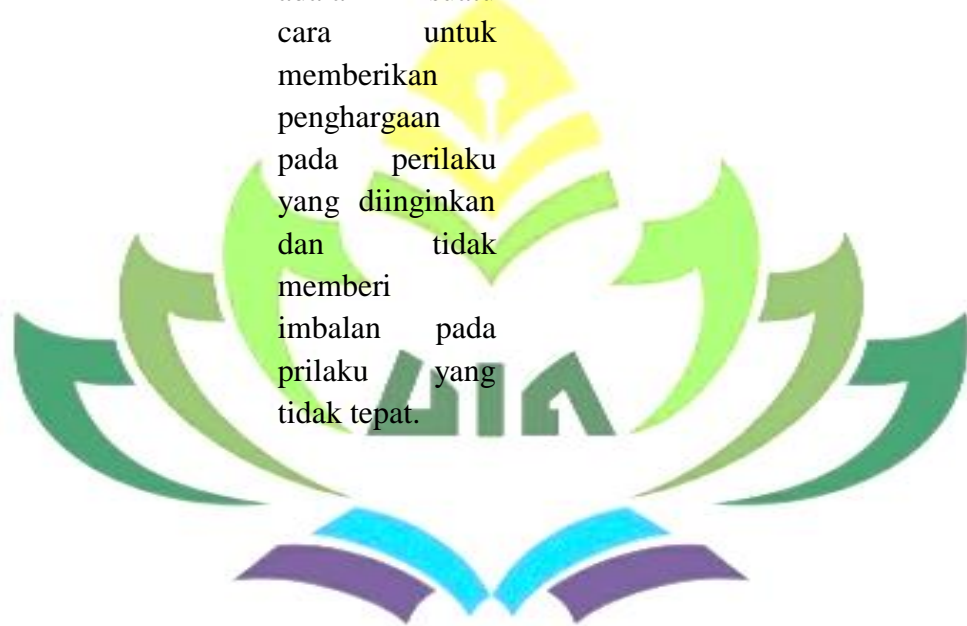 cara untuk
memberikan
penghargaan
pada perilaku
yang diinginkan
dan tidak
memberi
imbalan pada
prilaku yang
tidak tepat.